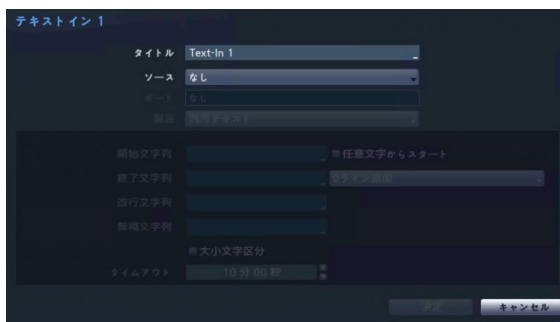 テキストイン 1
タイトル Text-In 1
ソース なし
ポート なし
製品 汎用テキスト
開始文字列 任意文字からスタート
終了文字列 0ライン追加
改行文字列
無視文字列
大小文字区分
タイムアウト 10 分 00 秒
決定 キャンセル